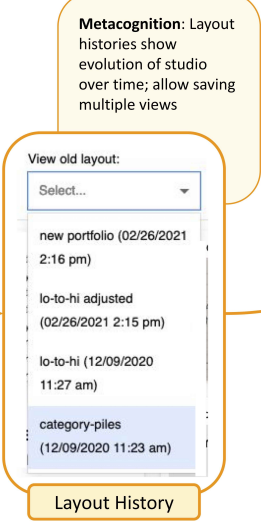 Metacognition: Layout
histories show
evolution of studio
over time; allow saving
multiple views
View old layout:
Select...
new portfolio (02/26/2021
2:16 pm)
lo-to-hi adjusted
(02/26/2021 2:15 pm)
lo-to-hi (12/09/2020
11:27 am)
category-piles
(12/09/2020 11:23 am)
Layout History